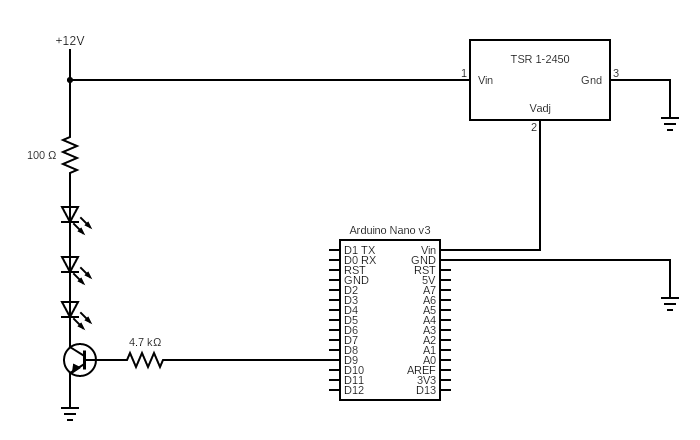 +12V
TSR 1-2450
1 Vin Gnd 3
Vadj
2
100 Ω
Arduino Nano v3
D1 TX Vin
D0 RX GND
RST RST
GND 5V
D2 A7
D3 A6
D4 A5
D5 A4
D6 A3
D7 A2
4.7 kΩ
D8 A1
D9 A0
D10 AREF
D11 3V3
D12 D13